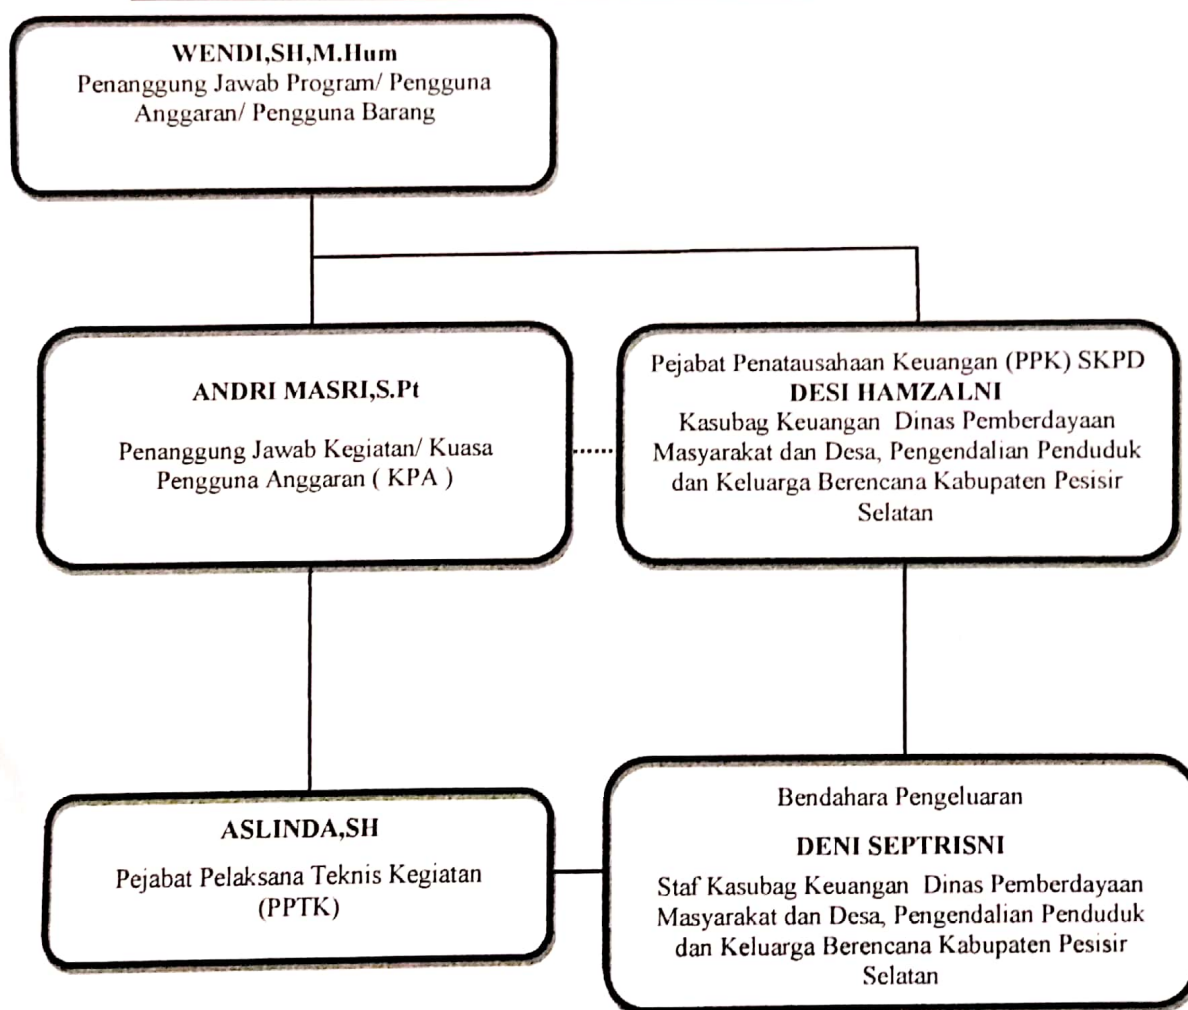 WENDI,SH,M.Hum
Penanggung Jawab Program/ Pengguna
Anggaran/ Pengguna Barang
ANDRI MASRI,S.Pt
Penanggung Jawab Kegiatan/ Kuasa
Pengguna Anggaran ( KPA )
Pejabat Penatausahaan Keuangan (PPK) SKPD
DESI HAMZALNI
Kasubag Keuangan Dinas Pemberdayaan
Masyarakat dan Desa, Pengendalian Penduduk
dan Keluarga Berencana Kabupaten Pesisir
Selatan
ASLINDA,SH
Pejabat Pelaksana Teknis Kegiatan
(PPTK)
Bendahara Pengeluaran
DENI SEPTRISNI
Staf Kasubag Keuangan Dinas Pemberdayaan
Masyarakat dan Desa, Pengendalian Penduduk
dan Keluarga Berencana Kabupaten Pesisir
Selatan